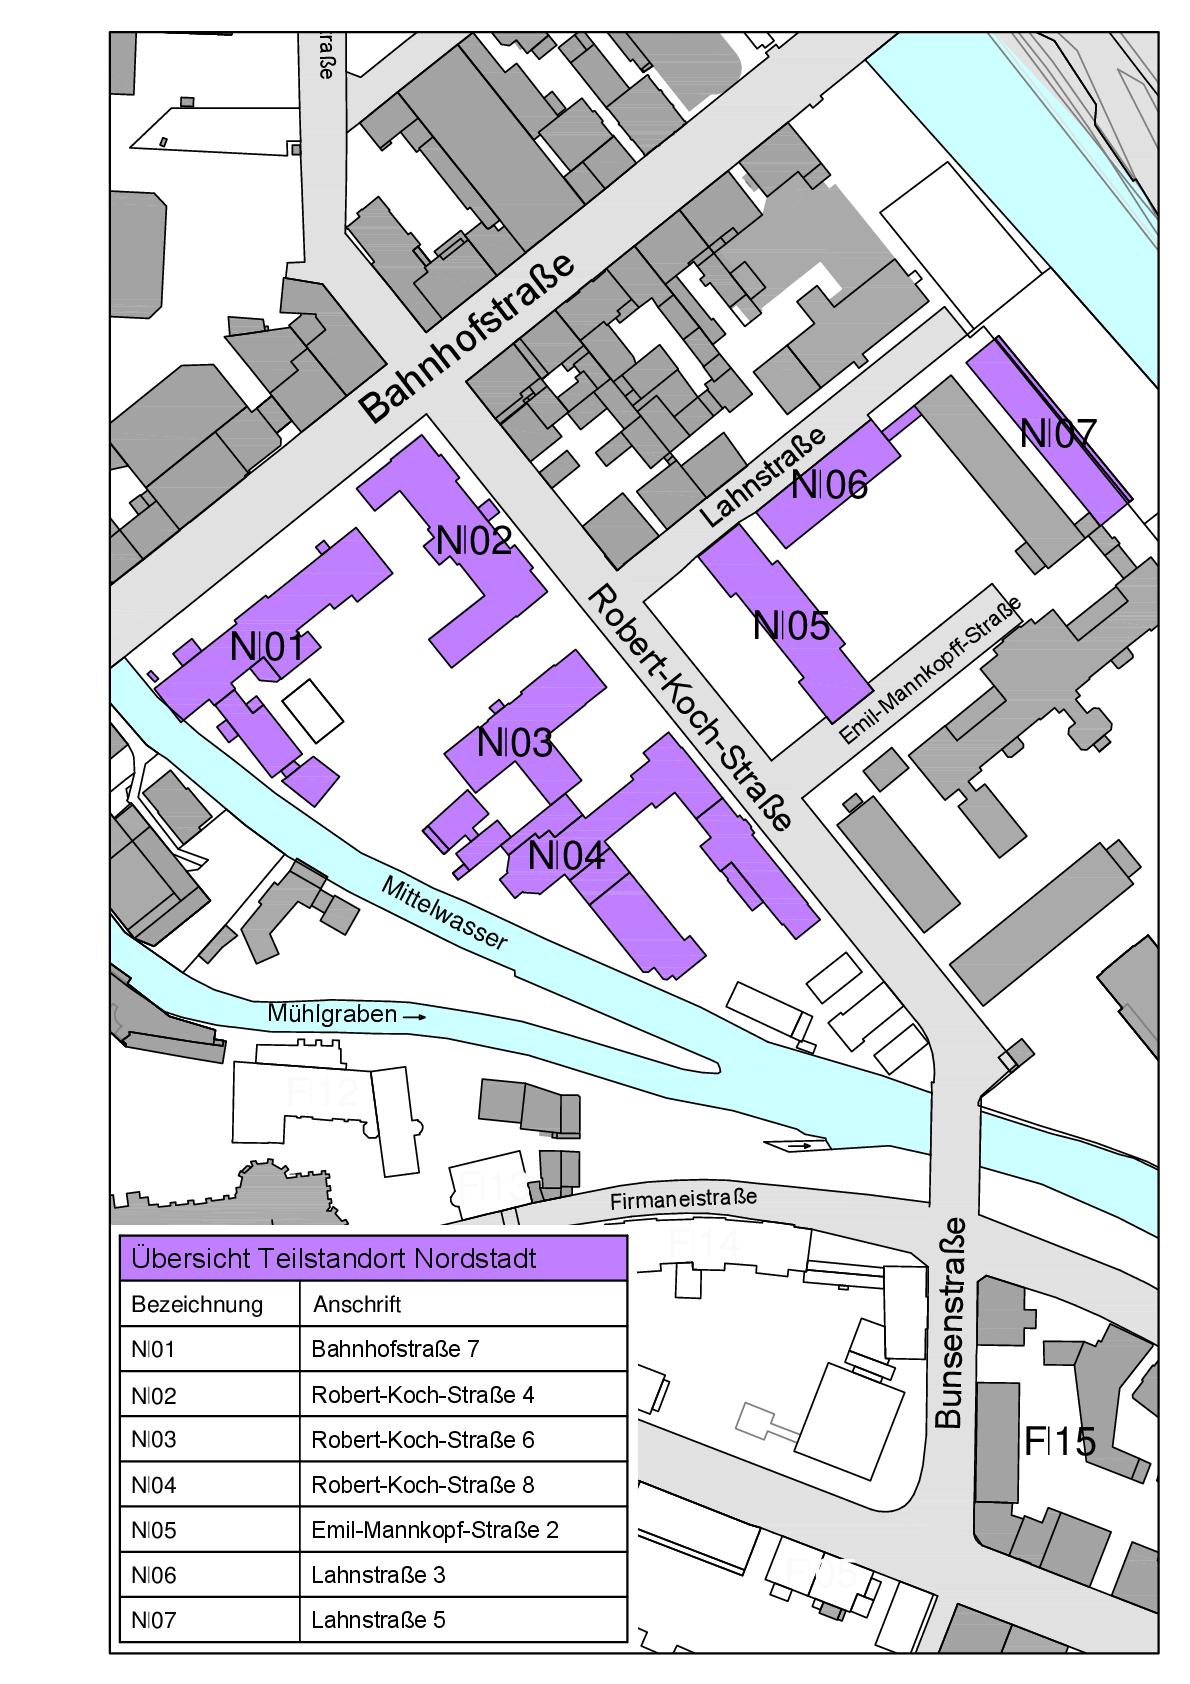 raße
Bahnhofstraße
N|07
Lahnstraße
N|06
N|02
N|05
N|01
Robert-Koch-Straße
Emil-Mannkopff-Straße
N|03
N|04
Mittelwasser
Mühlgraben →
F|12
→
F|13
Firmaneistraße
F|14
Bunsenstraße
F|15
F|05
Übersicht Teilstandort Nordstadt
Bezeichnung Anschrift
N|01 Bahnhofstraße 7
N|02 Robert-Koch-Straße 4
N|03 Robert-Koch-Straße 6
N|04 Robert-Koch-Straße 8
N|05 Emil-Mannkopf-Straße 2
N|06 Lahnstraße 3
N|07 Lahnstraße 5